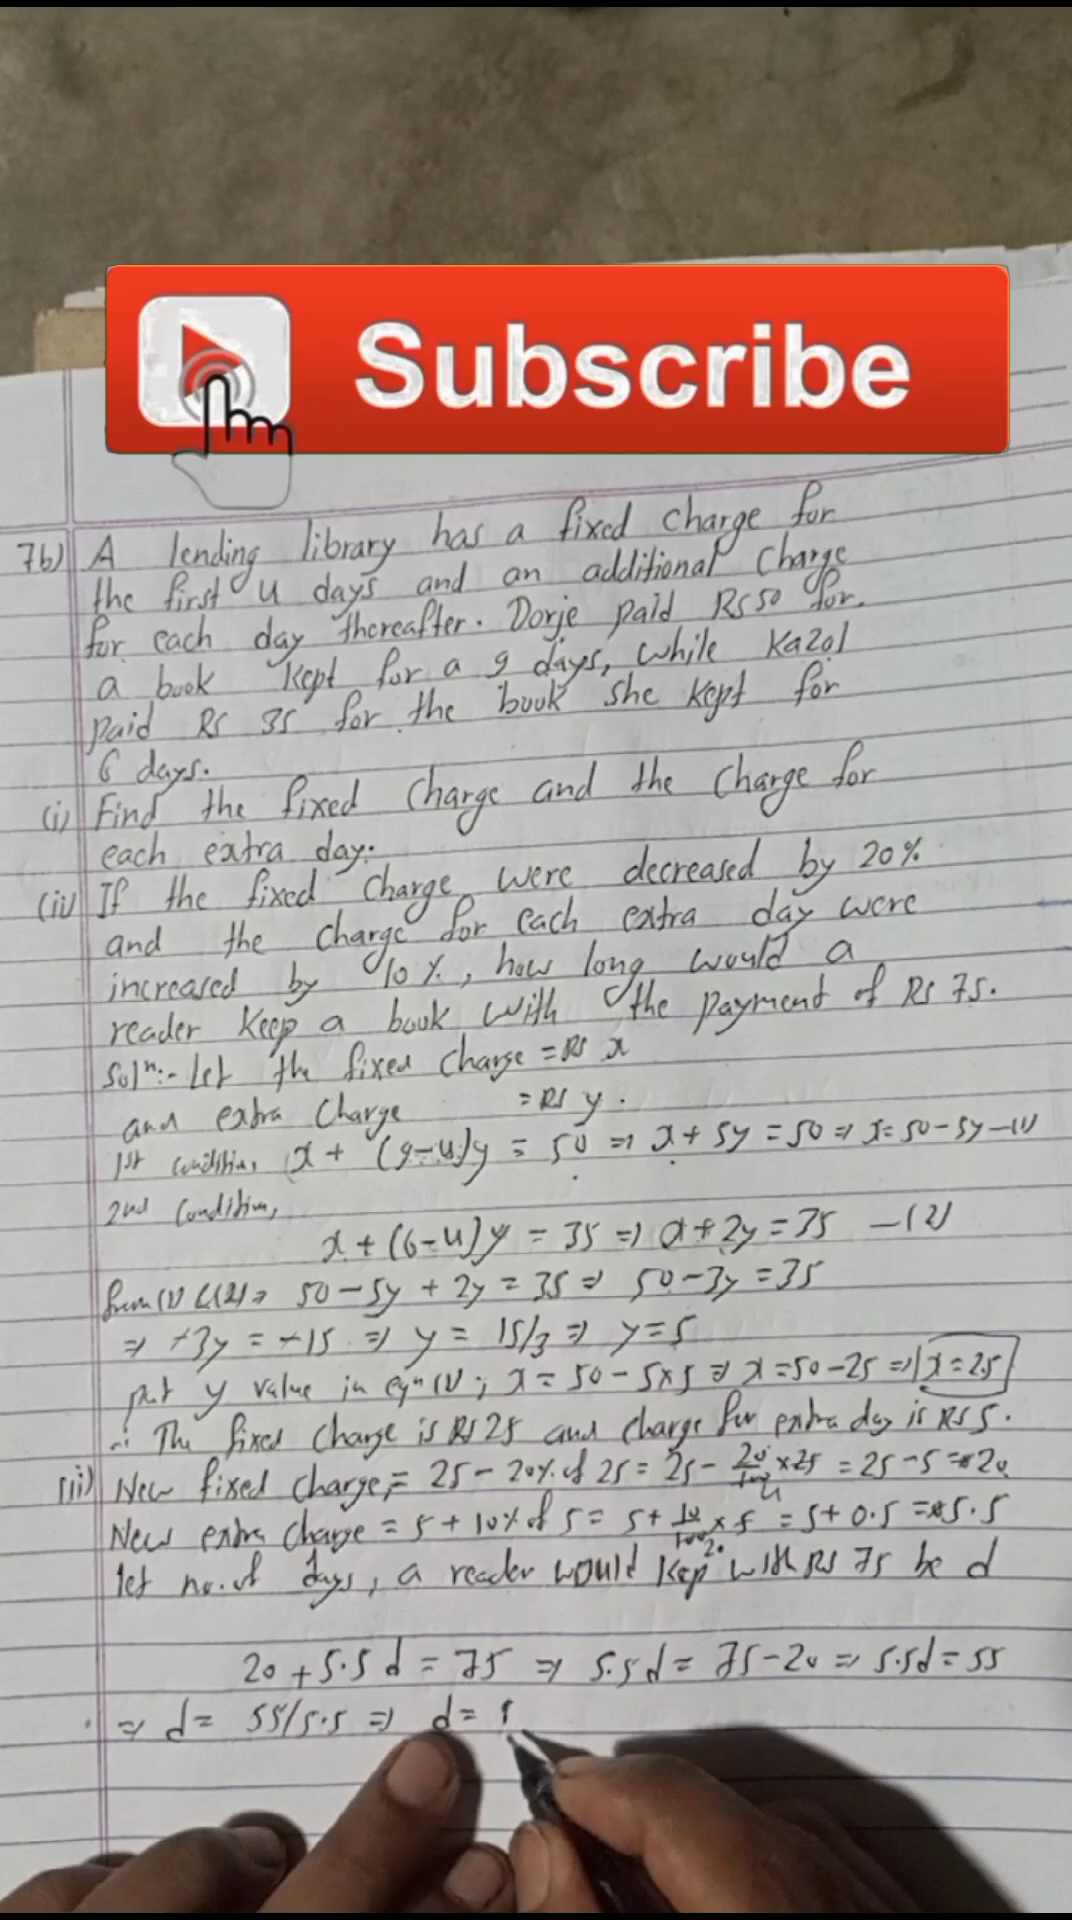 Subscribe
7b) A lending library has a fixed charge for
the first 4 days and an additional charge
for each day thereafter. Dorje paid Rs 50 for
a book kept for a 9 days, while Kazol
paid Rs 35 for the book she kept for
6 days.
(i) Find the fixed charge and the charge for
each extra day.
(ii) If the fixed charge were decreased by 20%
and the charge for each extra day were
increased by 10%, how long would a
reader keep a book with the payment of Rs 75.
Solⁿ:- Let the fixed charge = Rs x
and extra charge = Rs y.
1st condition, x + (9-4)y = 50 ⇒ x + 5y = 50 ⇒ x = 50 - 5y -(1)
2nd condition,
x + (6-4)y = 35 ⇒ x + 2y = 35 -(2)
from (1) & (2) ⇒ 50 - 5y + 2y = 35 ⇒ 50 - 3y = 35
⇒ +3y = +15 ⇒ y = 15/3 ⇒ y = 5
put y value in eqⁿ (1); x = 50 - 5×5 ⇒ x = 50 - 25 ⇒ x = 25
∴ The fixed charge is Rs 25 and charge for extra day is Rs 5.
(ii) New fixed charge, = 25 - 20% of 25 = 25 - 20/100 × 25 = 25 - 5 = 20
New extra charge = 5 + 10% of 5 = 5 + 10/100 × 5 = 5 + 0.5 = 5.5
let no. of days, a reader would kep with Rs 75 be d
20 + 5.5d = 75 ⇒ 5.5d = 75 - 20 ⇒ 5.5d = 55
⇒ d = 55/5.5 ⇒ d =